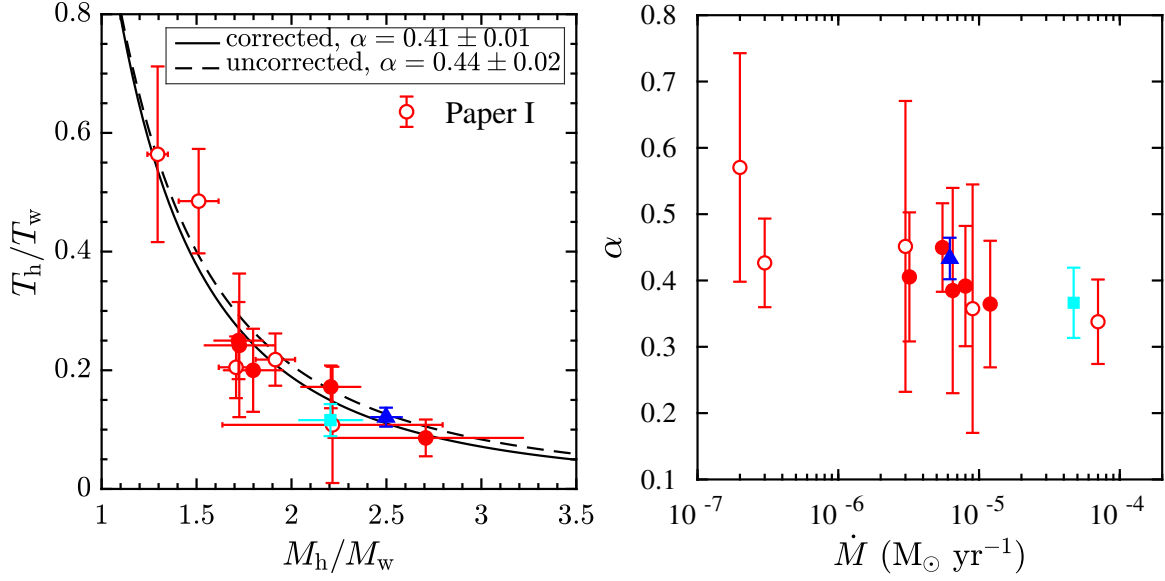 corrected, α = 0.41 ± 0.01
uncorrected, α = 0.44 ± 0.02
Paper I
0.8
0.6
0.4
0.2
0
T_h/T_w
1 1.5 2 2.5 3 3.5
M_h/M_w
0.8
0.7
0.6
0.5
0.4
0.3
0.2
0.1
α
10⁻⁷ 10⁻⁶ 10⁻⁵ 10⁻⁴
Ṁ (M⊙ yr⁻¹)